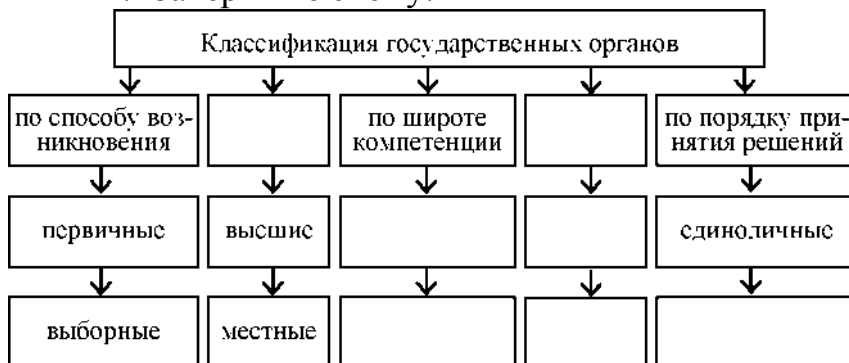 Классификация государственных органов
по способу воз-
никновения
по широте
компетенции
по порядку при-
нятия решений
первичные
высшие
единоличные
выборные
местные